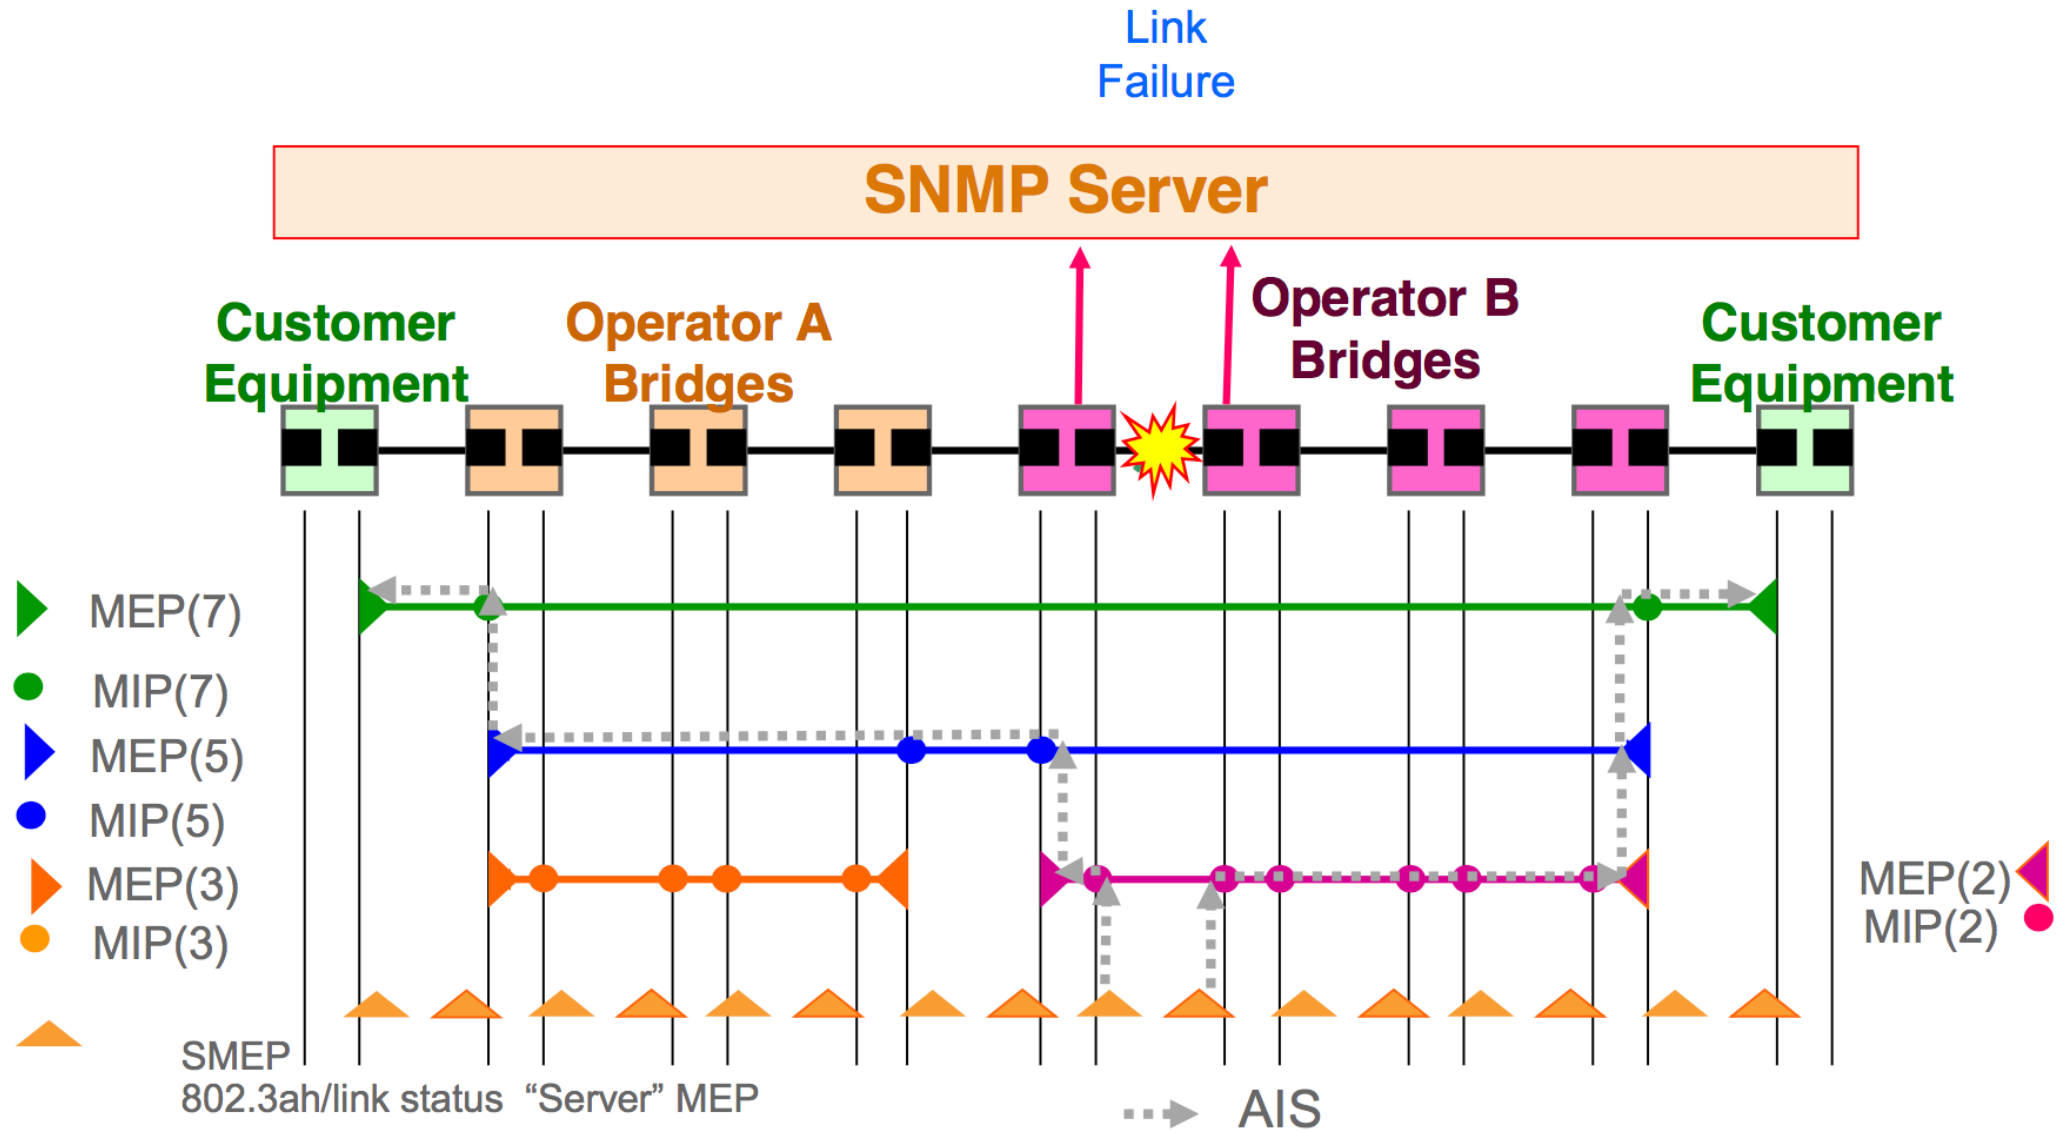 Link
Failure
SNMP Server
Customer
Equipment
Operator A
Bridges
Operator B
Bridges
Customer
Equipment
MEP(7)
MIP(7)
MEP(5)
MIP(5)
MEP(3)
MIP(3)
MEP(2)
MIP(2)
SMEP
802.3ah/link status “Server” MEP
AIS